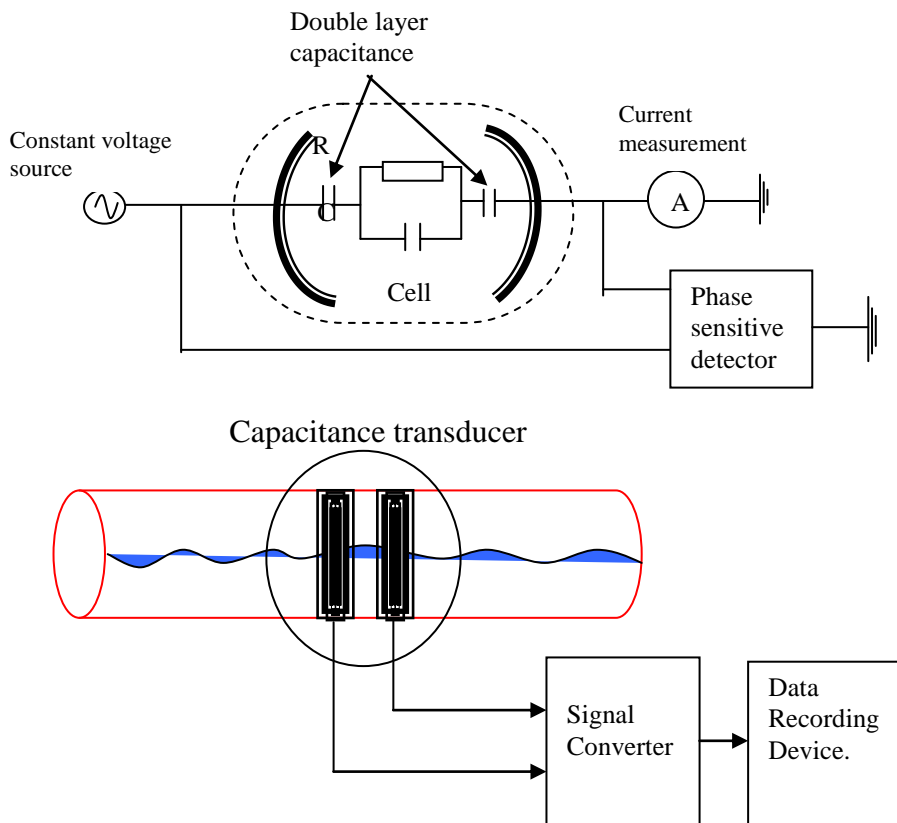 Double layer
capacitance
Constant voltage
source
R
C
Cell
Current
measurement
A
Phase
sensitive
detector
Capacitance transducer
Signal
Converter
Data
Recording
Device.